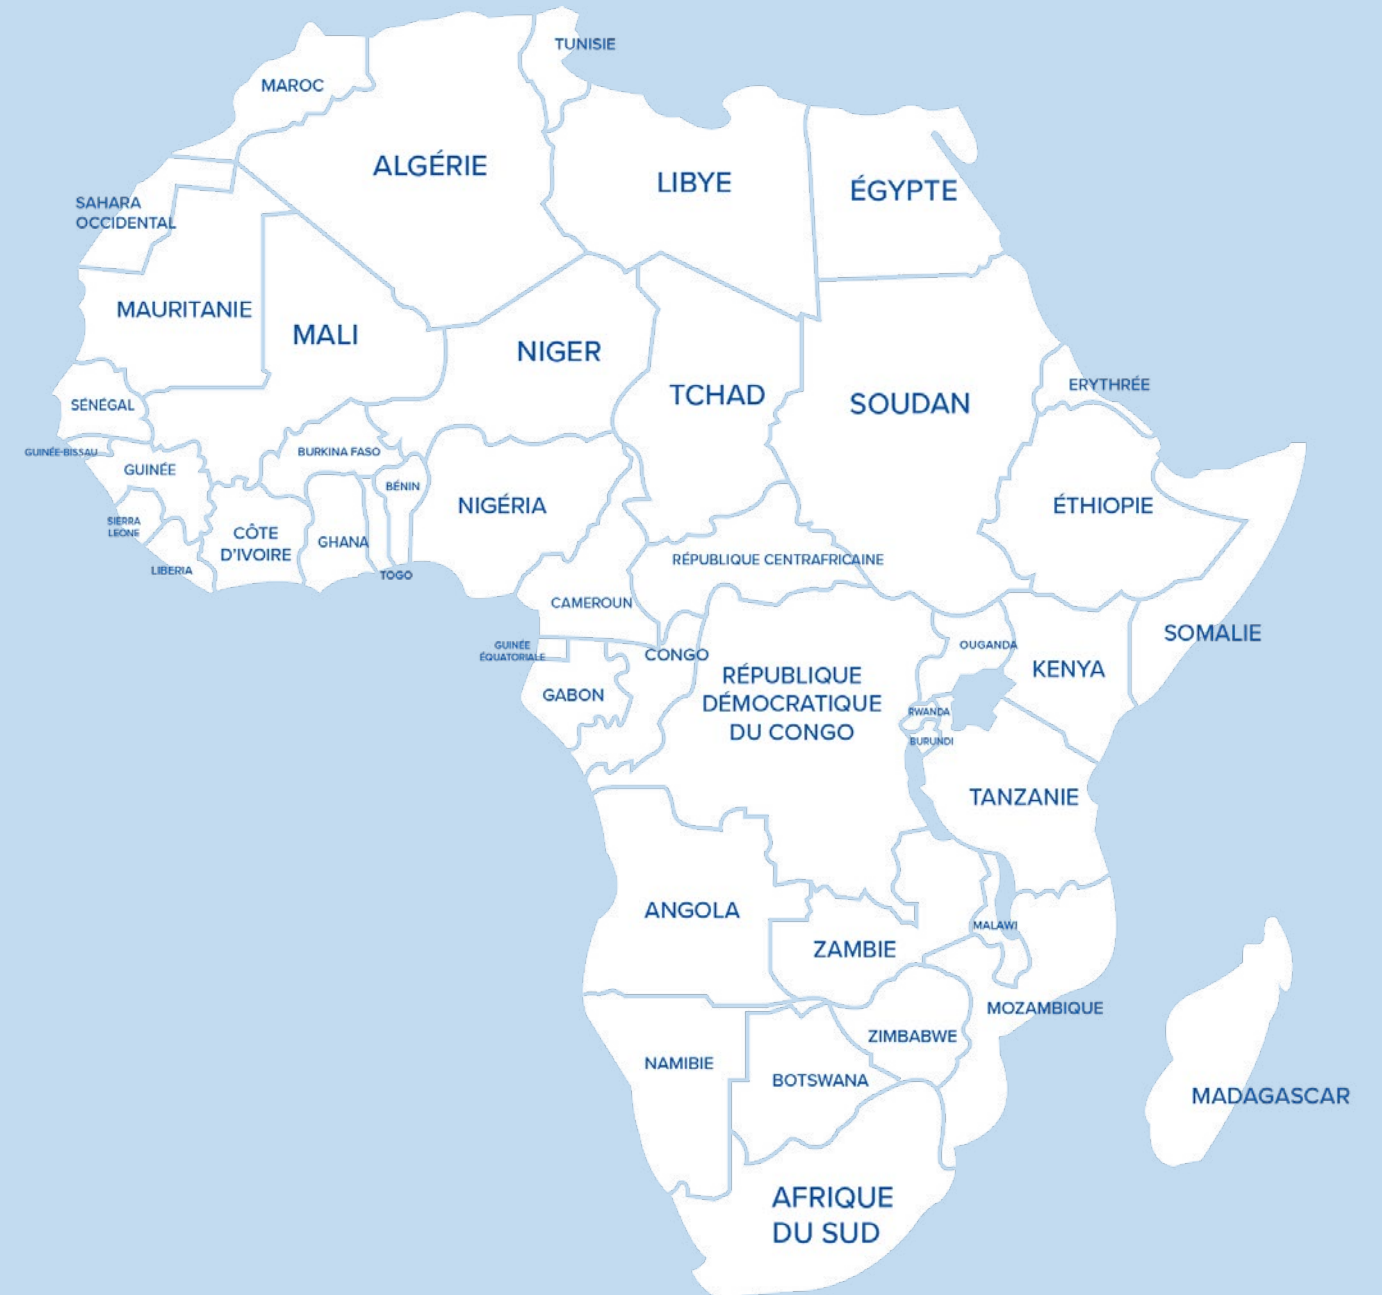 TUNISIE
MAROC
ALGÉRIE
LIBYE
ÉGYPTE
SAHARA
OCCIDENTAL
MAURITANIE
MALI
NIGER
TCHAD
SOUDAN
ERYTHRÉE
SÉNÉGAL
GUINÉE-BISSAU
GUINÉE
BURKINA FASO
BÉNIN
NIGÉRIA
ÉTHIOPIE
SIERRA
LEONE
CÔTE
D'IVOIRE
GHANA
LIBERIA
TOGO
RÉPUBLIQUE CENTRAFRICAINE
CAMEROUN
SOMALIE
GUINÉE
ÉQUATORIALE
CONGO
OUGANDA
KENYA
GABON
RÉPUBLIQUE
DÉMOCRATIQUE
DU CONGO
RWANDA
BURUNDI
TANZANIE
ANGOLA
MALAWI
ZAMBIE
MOZAMBIQUE
ZIMBABWE
NAMIBIE
BOTSWANA
MADAGASCAR
AFRIQUE
DU SUD